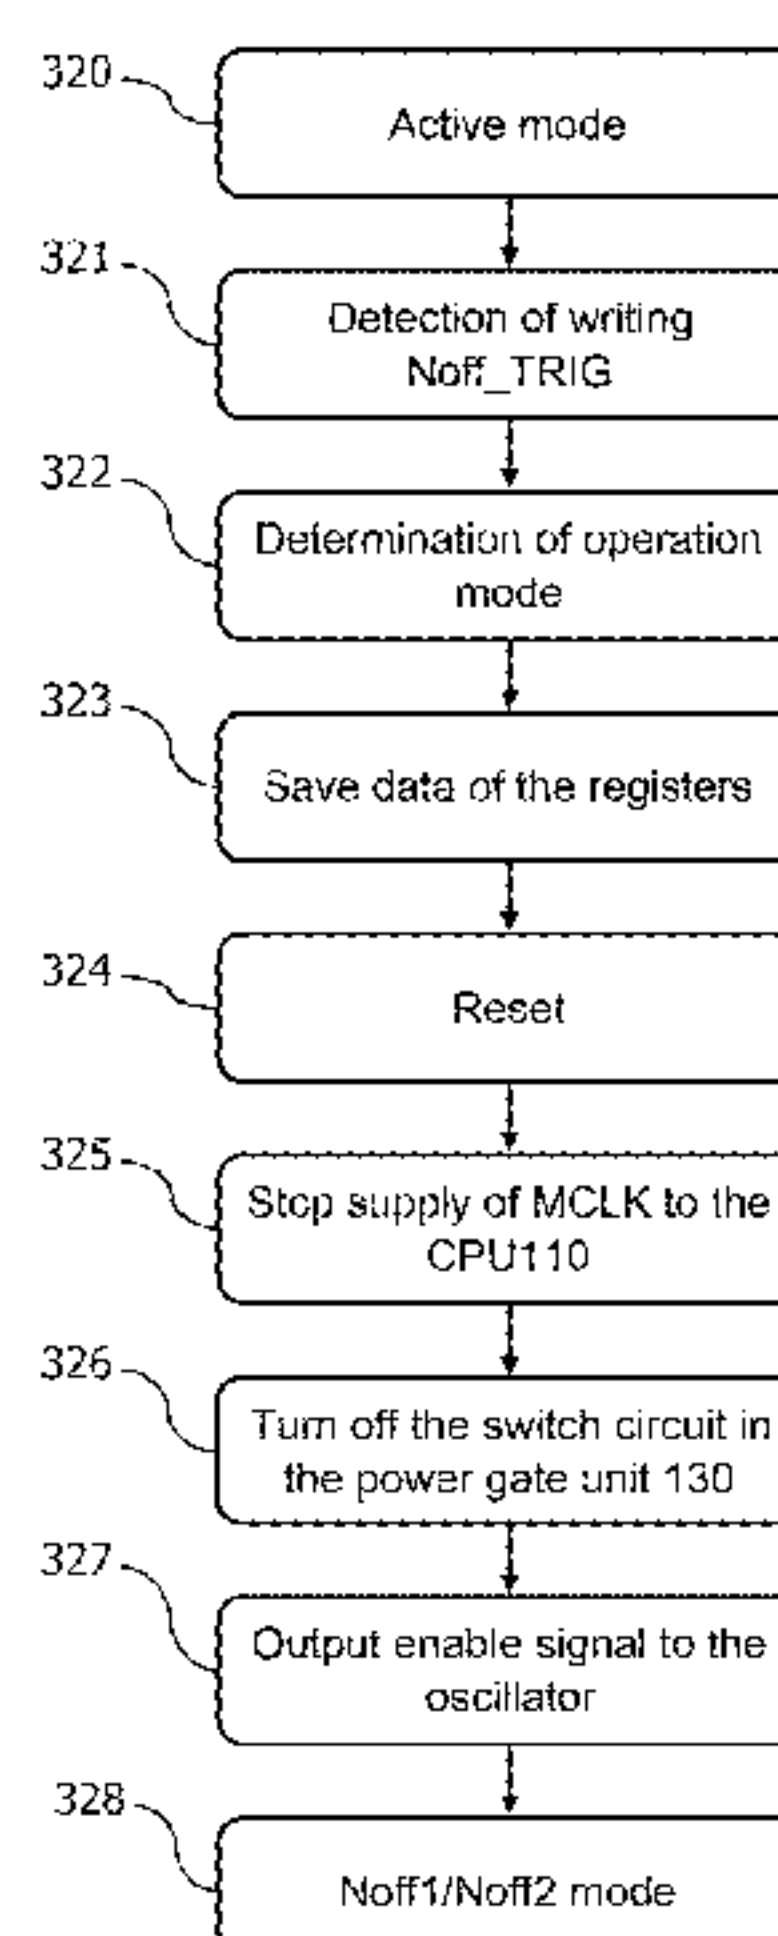 320
Active mode
321
Detection of writing
Noff_TRIG
322
Determination of operation
mode
323
Save data of the registers
324
Reset
325
Stop supply of MCLK to the
CPU110
326
Turn off the switch circuit in
the power gate unit 130
327
Output enable signal to the
oscillator
328
Noff1/Noff2 mode